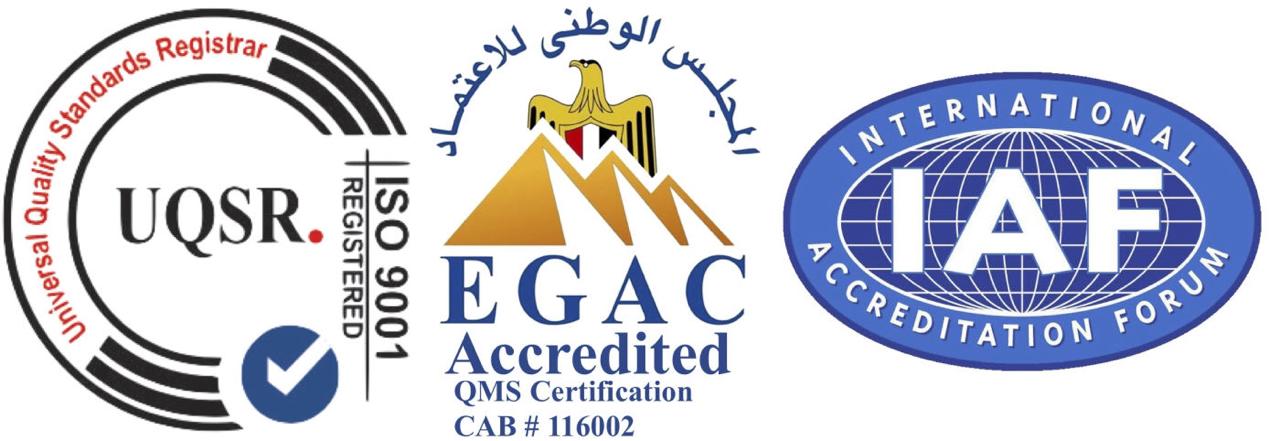 Universal Quality Standards Registrar
UQSR.
ISO 9001
REGISTERED
المجلس الوطنى للاعتماد
EGAC
Accredited
QMS Certification
CAB # 116002
INTERNATIONAL
IAF
ACCREDITATION FORUM